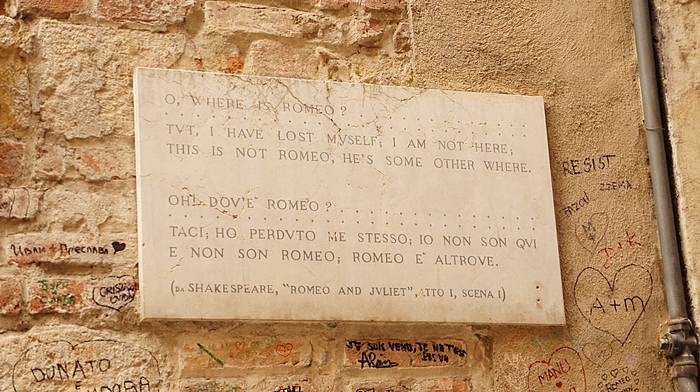 O, WHERE IS ROMEO?
TVT, I HAVE LOST MYSELF; I AM NOT HERE;
THIS IS NOT ROMEO, HE'S SOME OTHER WHERE.
OH! DOV'E' ROMEO?
TACI; HO PERDVTO ME STESSO; IO NON SON QVI
E NON SON ROMEO; ROMEO E' ALTROVE.
(DA SHAKESPEARE, "ROMEO AND JVLIET", ATTO I, SCENA I)
RESIST
A+m
MANU
DONATO
E